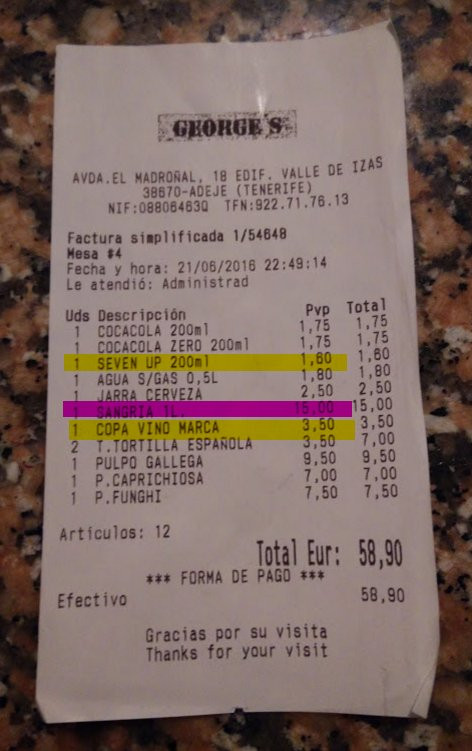 GEORGE'S
AVDA.EL MADROÑAL, 18 EDIF. VALLE DE IZAS
38670-ADEJE (TENERIFE)
NIF:08806463Q TFN:922.71.76.13
Factura simplificada 1/54648
Mesa #4
Fecha y hora: 21/06/2016 22:49:14
Le atendió: Administrad
Uds Descripción Pvp Total
1 COCACOLA 200ml 1,75 1,75
1 COCACOLA ZERO 200ml 1,75 1,75
1 SEVEN UP 200ml 1,60 1,60
1 AGUA S/GAS 0,5L 1,80 1,80
1 JARRA CERVEZA 2,50 2,50
1 SANGRIA 1L. 15,00 15,00
1 COPA VINO MARCA 3,50 3,50
2 T.TORTILLA ESPAÑOLA 3,50 7,00
1 PULPO GALLEGA 9,50 9,50
1 P.CAPRICHIOSA 7,00 7,00
1 P.FUNGHI 7,50 7,50
Artículos: 12
Total Eur: 58,90
*** FORMA DE PAGO ***
Efectivo 58,90
Gracias por su visita
Thanks for your visit